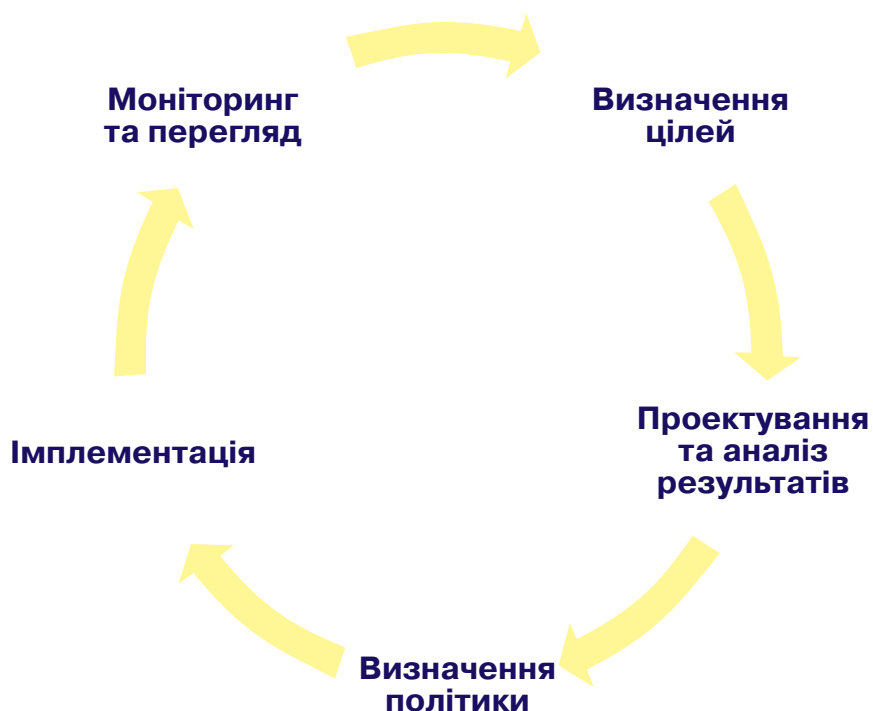 Моніторинг
та перегляд
Визначення
цілей
Проектування
та аналіз
результатів
Визначення
політики
Імплементація